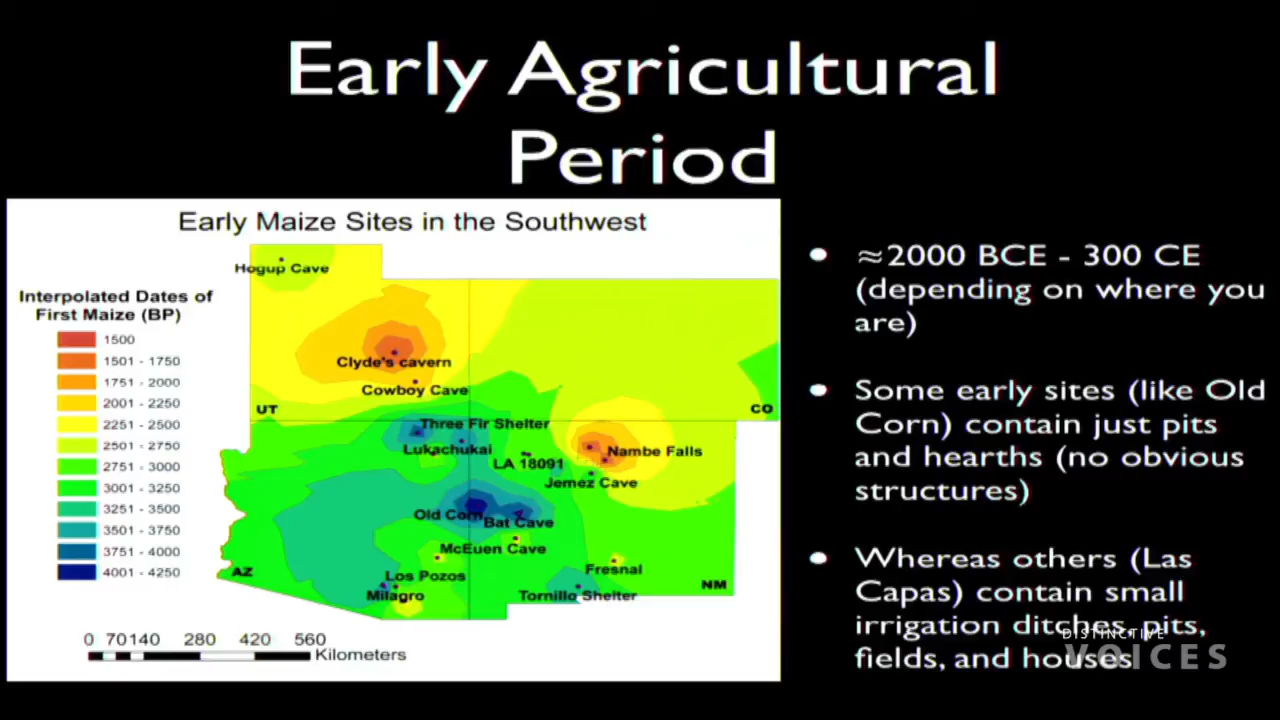 Early Agricultural
Period
Early Maize Sites in the Southwest
Hogup Cave
Interpolated Dates of
First Maize (BP)
1500
1501 - 1750
1751 - 2000
2001 - 2250
2251 - 2500
2501 - 2750
2751 - 3000
3001 - 3250
3251 - 3500
3501 - 3750
3751 - 4000
4001 - 4250
Clyde's cavern
Cowboy Cave
UT
CO
Three Fir Shelter
Lukachukai
Nambe Falls
LA 18091
Jemez Cave
Old Corn
Bat Cave
McEuen Cave
AZ
Los Pozos
Fresnal
NM
Milagro
Tornillo Shelter
0 70 140 280 420 560
Kilometers
• ≈2000 BCE - 300 CE
(depending on where you
are)
• Some early sites (like Old
Corn) contain just pits
and hearths (no obvious
structures)
• Whereas others (Las
Capas) contain small
irrigation ditches, pits,
fields, and houses
DISTINCTIVE
VOICES